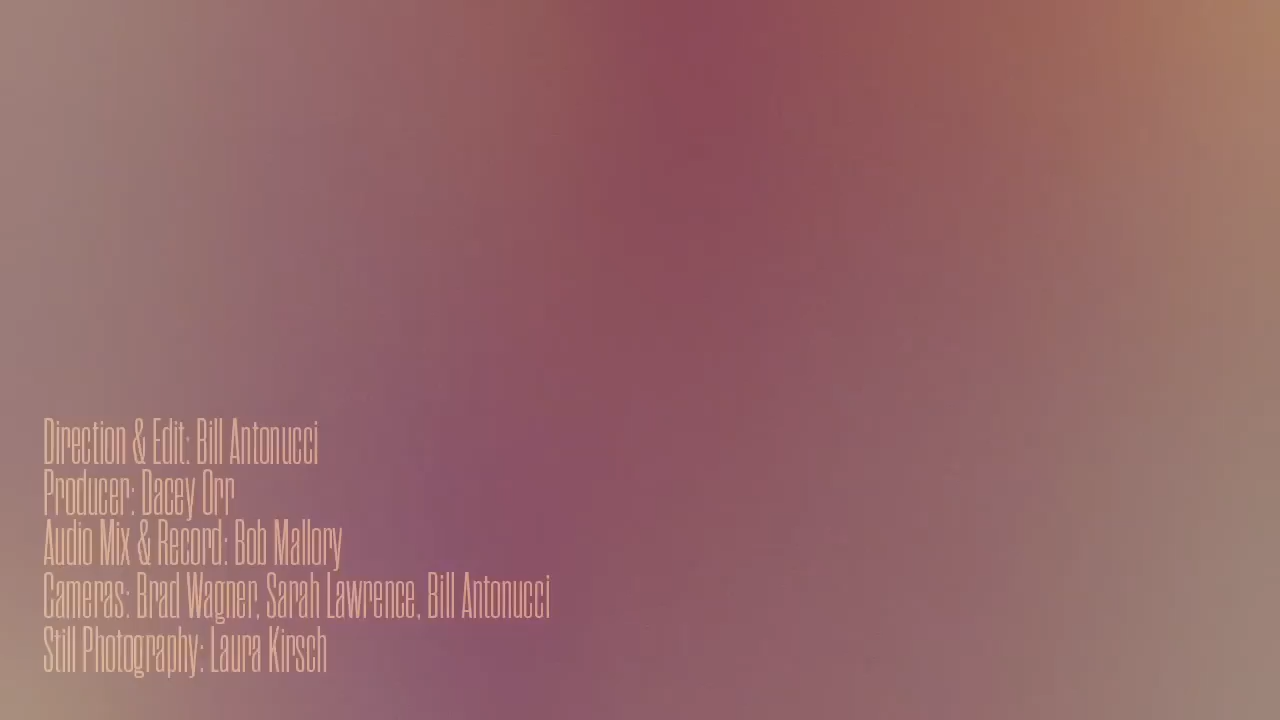 Direction & Edit: Bill Antonucci
Producer: Dacey Orr
Audio Mix & Record: Bob Mallory
Cameras: Brad Wagner, Sarah Lawrence, Bill Antonucci
Still Photography: Laura Kirsch